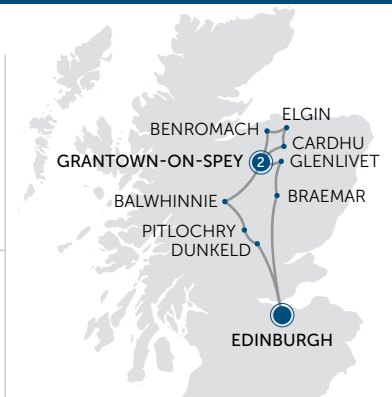 ELGIN
BENROMACH
CARDHU
GRANTOWN-ON-SPEY 2 GLENLIVET
BALWHINNIE
BRAEMAR
PITLOCHRY
DUNKELD
EDINBURGH